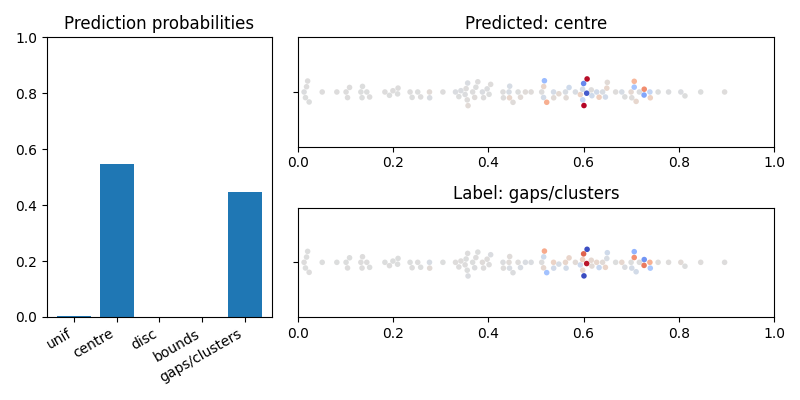 Prediction probabilities
1.0
0.8
0.6
0.4
0.2
0.0
unif
centre
disc
bounds
gaps/clusters
Predicted: centre
0.0 0.2 0.4 0.6 0.8 1.0
Label: gaps/clusters
0.0 0.2 0.4 0.6 0.8 1.0